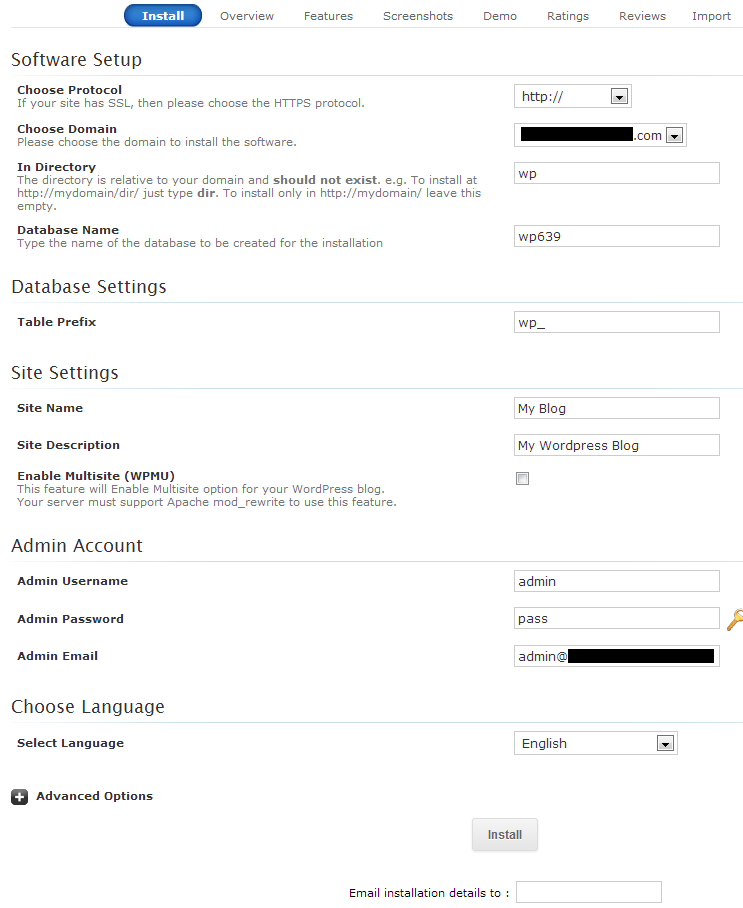 Install Overview Features Screenshots Demo Ratings Reviews Import
Software Setup
Choose Protocol
If your site has SSL, then please choose the HTTPS protocol.
http://
Choose Domain
Please choose the domain to install the software.
.com
In Directory
The directory is relative to your domain and should not exist. e.g. To install at
http://mydomain/dir/ just type dir. To install only in http://mydomain/ leave this
empty.
wp
Database Name
Type the name of the database to be created for the installation
wp639
Database Settings
Table Prefix
wp_
Site Settings
Site Name
My Blog
Site Description
My Wordpress Blog
Enable Multisite (WPMU)
This feature will Enable Multisite option for your WordPress blog.
Your server must support Apache mod_rewrite to use this feature.
Admin Account
Admin Username
admin
Admin Password
pass
Admin Email
admin@
Choose Language
Select Language
English
Advanced Options
Install
Email installation details to :